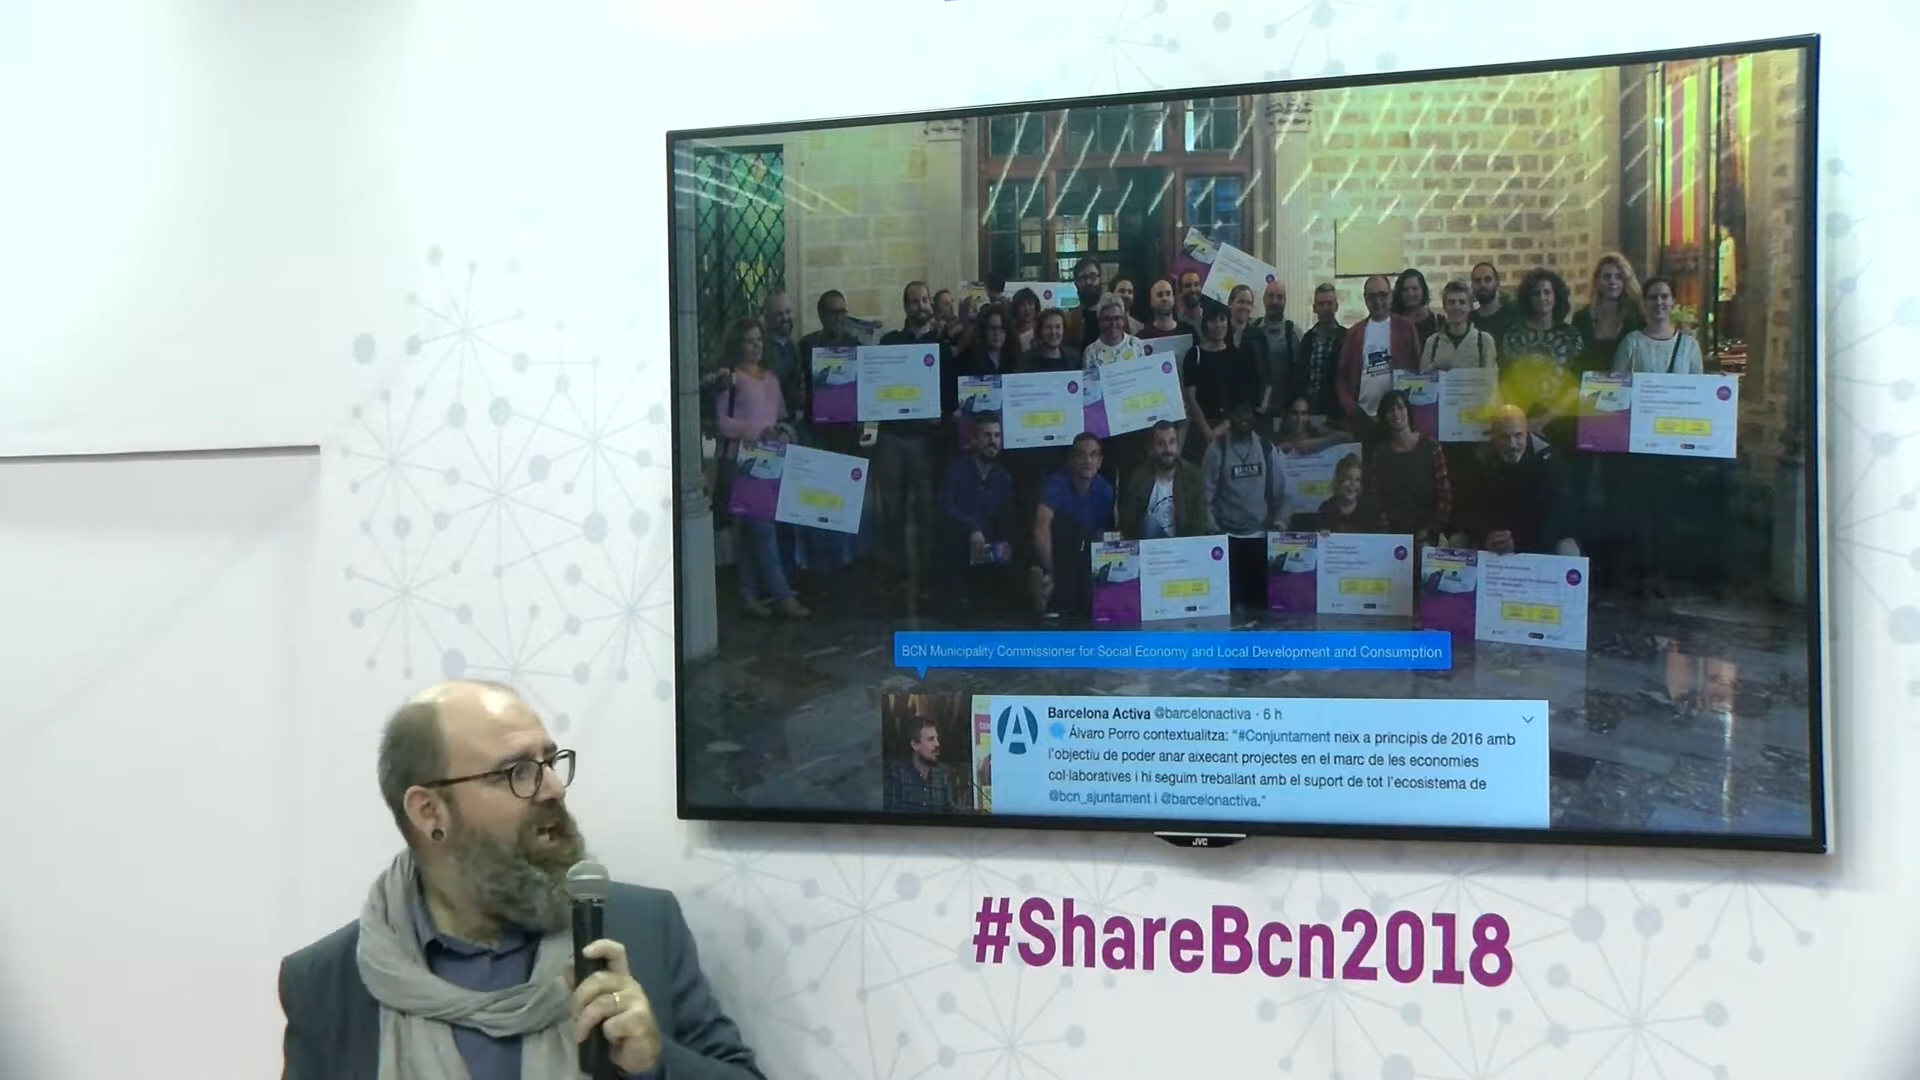 BCN Municipality Commissioner for Social Economy and Local Development and Consumption
Barcelona Activa @barcelonactiva · 6 h
Álvaro Porro contextualitza: "#Conjuntament neix a principis de 2016 amb
l'objectiu de poder anar aixecant projectes en el marc de les economies
col·laboratives i hi seguim treballant amb el suport de tot l'ecosistema de
@bcn_ajuntament i @barcelonactiva."
JVC
#ShareBcn2018